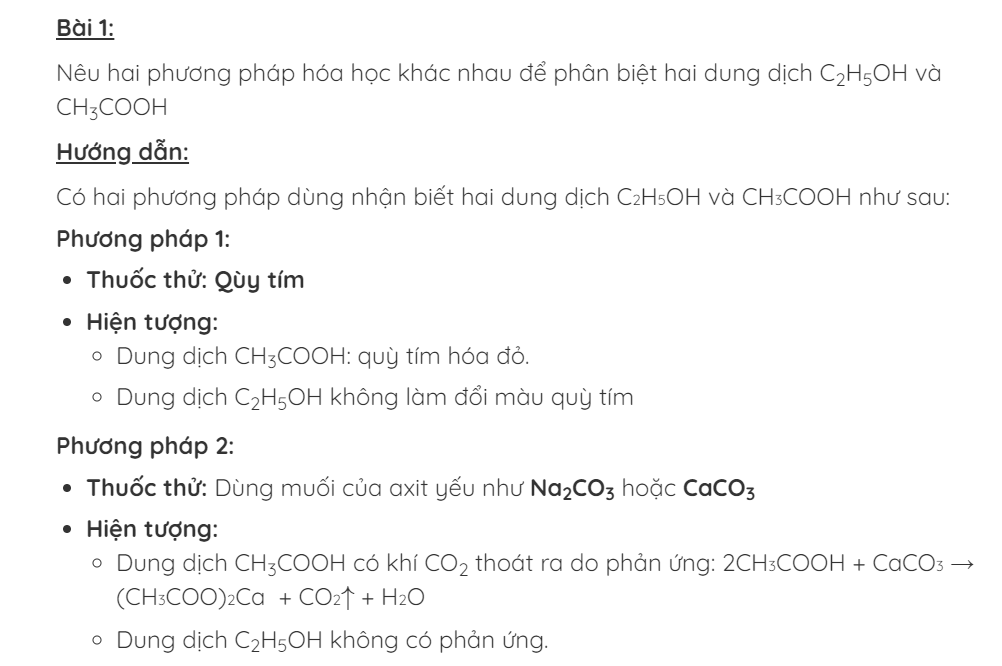 Bài 1:
Nêu hai phương pháp hóa học khác nhau để phân biệt hai dung dịch C₂H₅OH và
CH₃COOH
Hướng dẫn:
Có hai phương pháp dùng nhận biết hai dung dịch C₂H₅OH và CH₃COOH như sau:
Phương pháp 1:
• Thuốc thử: Qùy tím
• Hiện tượng:
◦ Dung dịch CH₃COOH: quỳ tím hóa đỏ.
◦ Dung dịch C₂H₅OH không làm đổi màu quỳ tím
Phương pháp 2:
• Thuốc thử: Dùng muối của axit yếu như Na₂CO₃ hoặc CaCO₃
• Hiện tượng:
◦ Dung dịch CH₃COOH có khí CO₂ thoát ra do phản ứng: 2CH₃COOH + CaCO₃ →
(CH₃COO)₂Ca + CO₂↑ + H₂O
◦ Dung dịch C₂H₅OH không có phản ứng.